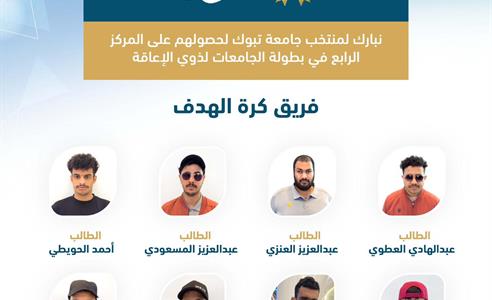 نبارك لمنتخب جامعة تبوك لحصولهم على المركز
الرابع في بطولة الجامعات لذوي الإعاقة
فريق كرة الهدف
الطالب
عبدالهادي العطوي
الطالب
عبدالعزيز العنزي
الطالب
عبدالعزيز المسعودي
الطالب
أحمد الحويطي